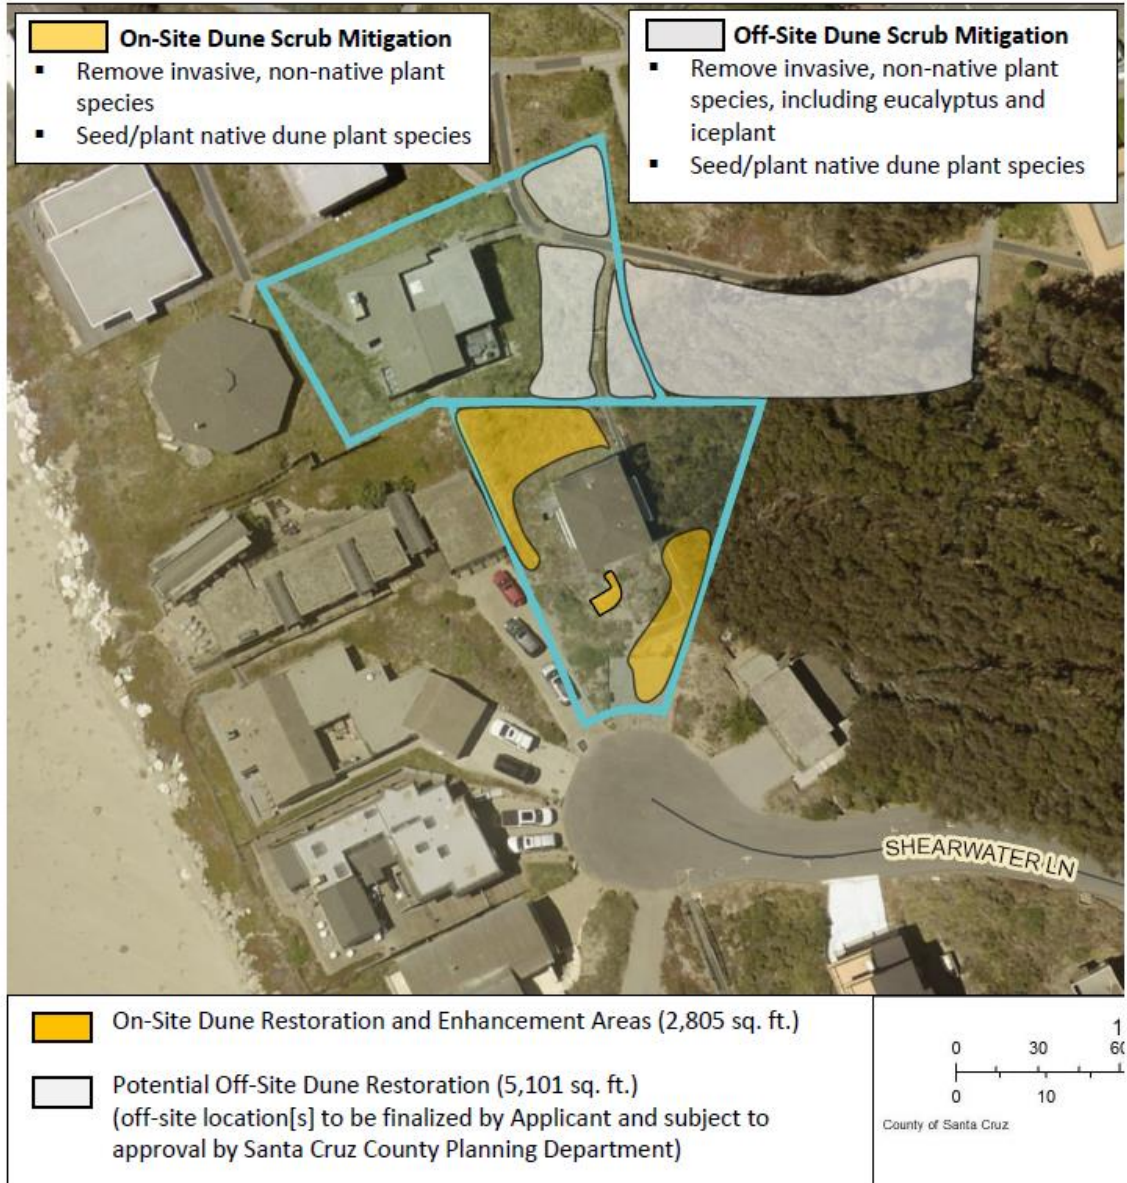 On-Site Dune Scrub Mitigation
▪ Remove invasive, non-native plant
species
▪ Seed/plant native dune plant species
Off-Site Dune Scrub Mitigation
▪ Remove invasive, non-native plant
species, including eucalyptus and
iceplant
▪ Seed/plant native dune plant species
SHEARWATER LN
On-Site Dune Restoration and Enhancement Areas (2,805 sq. ft.)
Potential Off-Site Dune Restoration (5,101 sq. ft.)
(off-site location[s] to be finalized by Applicant and subject to
approval by Santa Cruz County Planning Department)
1
0 30 60
0 10
County of Santa Cruz